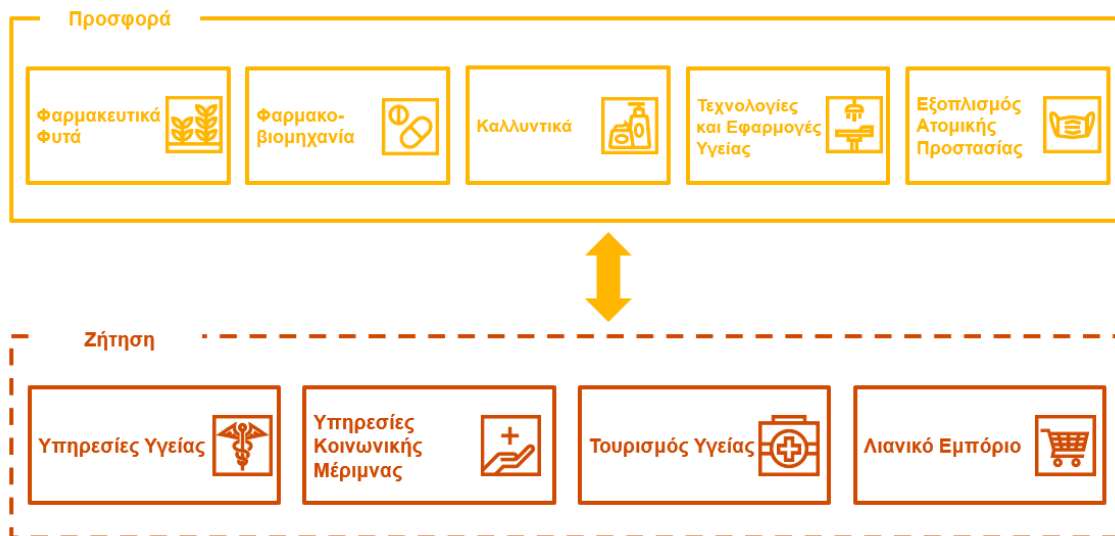 Προσφορά
Φαρμακευτικά
Φυτά
Φαρμακο-
βιομηχανία
Καλλυντικά
Τεχνολογίες
και Εφαρμογές
Υγείας
Εξοπλισμός
Ατομικής
Προστασίας
Ζήτηση
Υπηρεσίες Υγείας
Υπηρεσίες
Κοινωνικής
Μέριμνας
Τουρισμός Υγείας
Λιανικό Εμπόριο